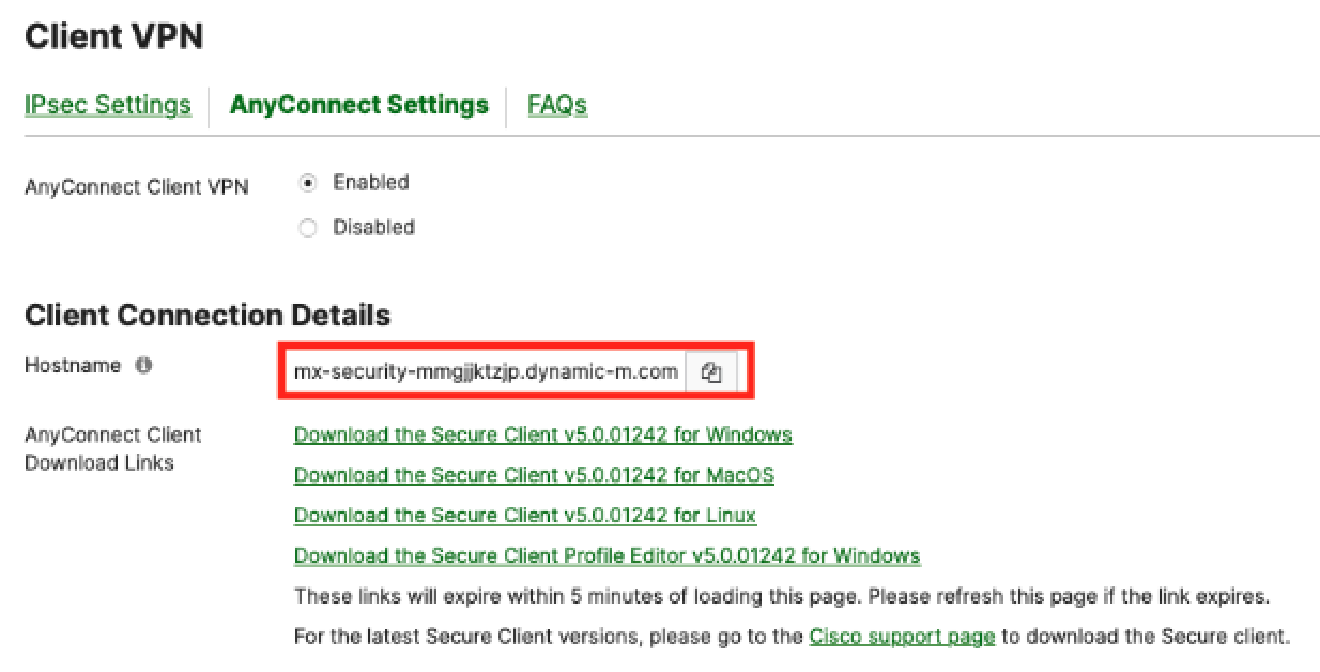 Client VPN
IPsec Settings AnyConnect Settings FAQs
AnyConnect Client VPN Enabled
Disabled
Client Connection Details
Hostname mx-security-mmgjjktzjp.dynamic-m.com
AnyConnect Client
Download Links
Download the Secure Client v5.0.01242 for Windows
Download the Secure Client v5.0.01242 for MacOS
Download the Secure Client v5.0.01242 for Linux
Download the Secure Client Profile Editor v5.0.01242 for Windows
These links will expire within 5 minutes of loading this page. Please refresh this page if the link expires.
For the latest Secure Client versions, please go to the Cisco support page to download the Secure client.